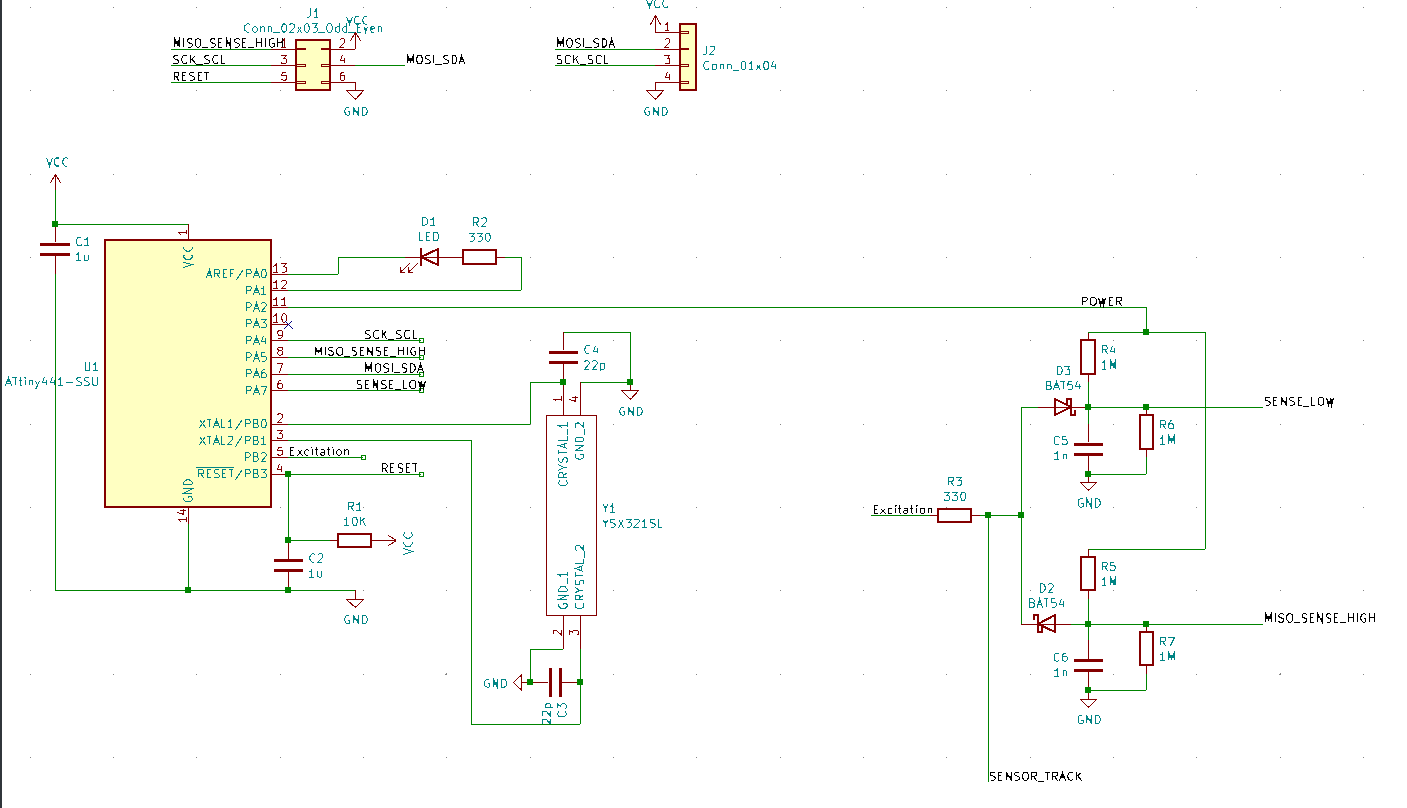 J1
Conn_02x03_Odd_Even
VCC
MISO_SENSE_HIGH 1
2
SCK_SCL 3
4 MOSI_SDA
RESET 5
6
GND
VCC
1
MOSI_SDA 2
SCK_SCL 3
4
J2
Conn_01x04
GND
VCC
C1
1u
1
VCC
U1
ATtiny441-SSU
AREF/PA0 13
PA1 12
PA2 11
PA3 10
PA4 9 SCK_SCL
PA5 8 MISO_SENSE_HIGH
PA6 7 MOSI_SDA
PA7 6 SENSE_LOW
XTAL1/PB0 2
XTAL2/PB1 3
PB2 5 Excitation
RESET/PB3 4 RESET
GND
14
D1
LED
R2
330
R1
10K
VCC
C2
1u
GND
C4
22p
GND
1
4
CRYSTAL_1
GND_2
Y1
YSX321SL
GND_1
CRYSTAL_2
2
3
GND
22p
C3
POWER
R4
1M
D3
BAT54
SENSE_LOW
C5
1n
R6
1M
GND
R3
330
Excitation
R5
1M
D2
BAT54
MISO_SENSE_HIGH
C6
1n
R7
1M
GND
SENSOR_TRACK